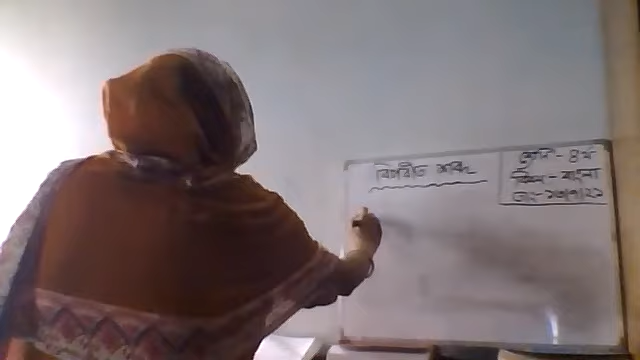 বিপরীত শব্দ
শ্রেণি - ৪র্থ
বিষয় - বাংলা
তাং-